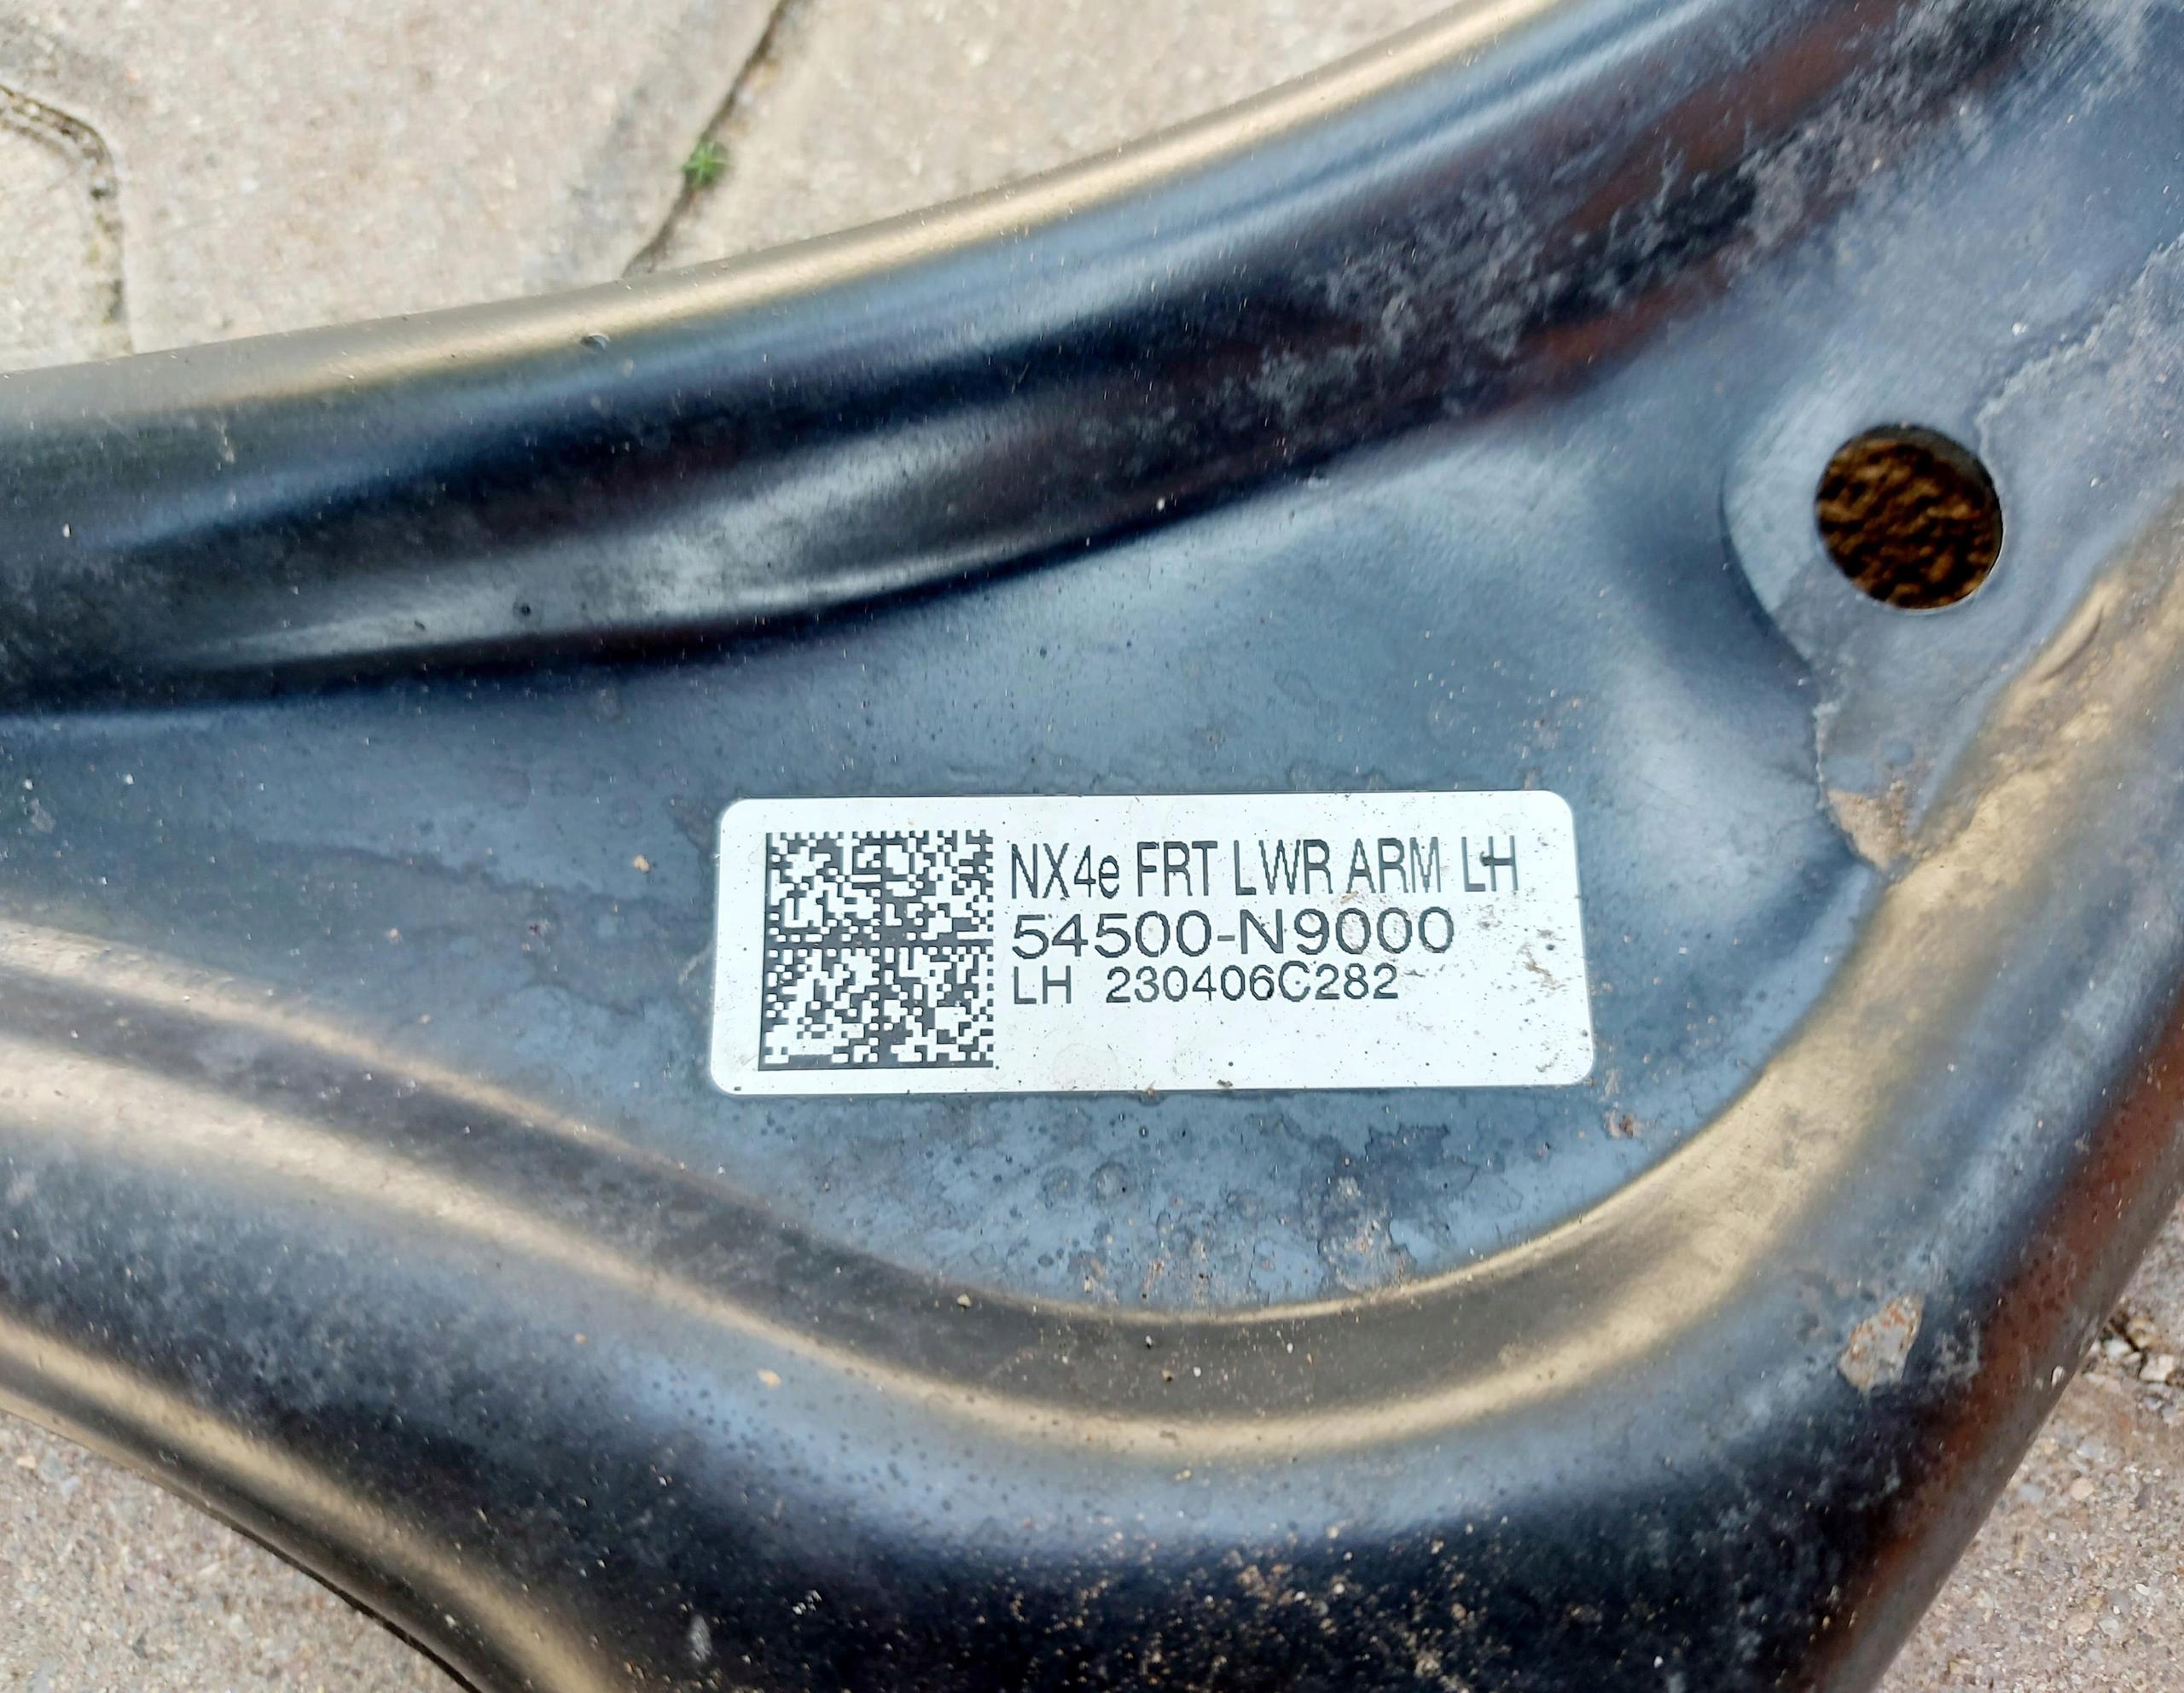 NX4e FRT LWR ARM LH
54500-N9000
LH 230406C282